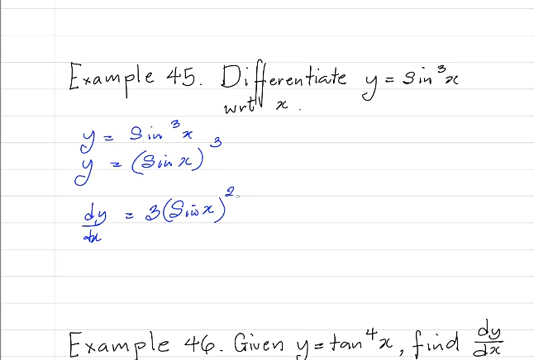 Example 45. Differentiate y = sin³x
wrt x.
y = sin³x
y = (sin x)³
dy/dx = 3(sin x)²
Example 46. Given y = tan⁴x, find dy/dx